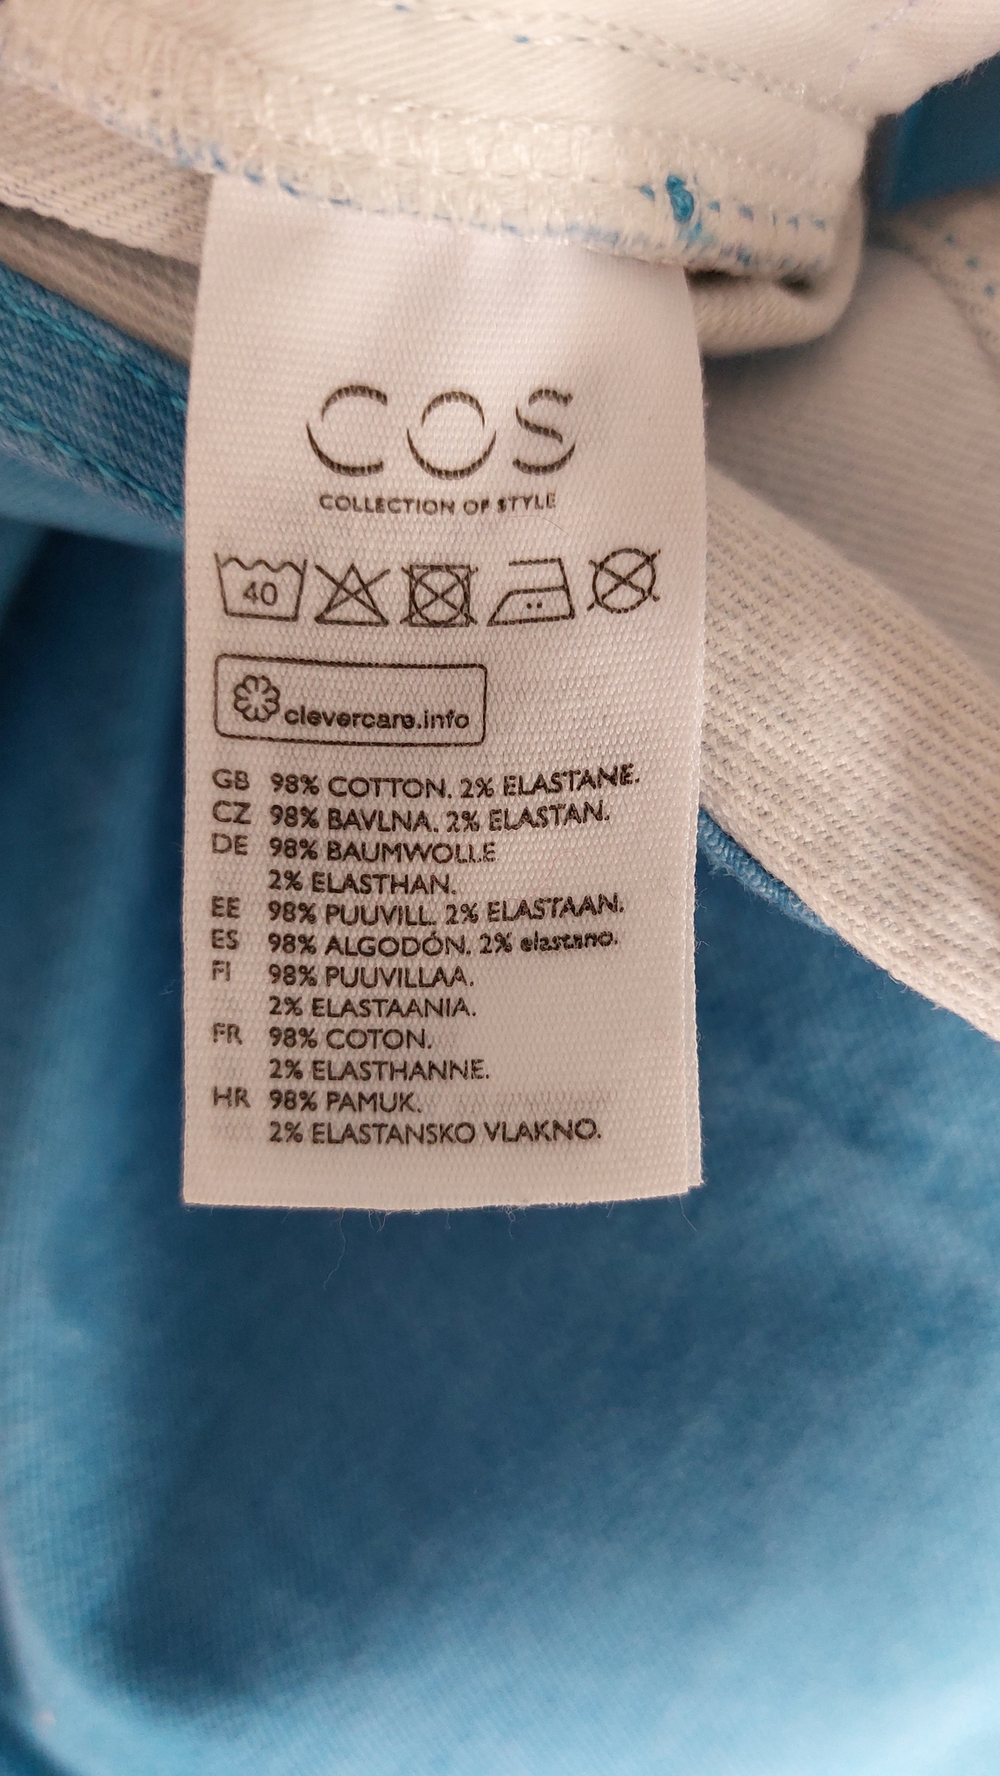 COS
COLLECTION OF STYLE
40
clevercare.info
GB 98% COTTON. 2% ELASTANE.
CZ 98% BAVLNA. 2% ELASTAN.
DE 98% BAUMWOLLE
2% ELASTHAN.
EE 98% PUUVILL. 2% ELASTAAN.
ES 98% ALGODÓN. 2% elastano.
FI 98% PUUVILLAA.
2% ELASTAANIA.
FR 98% COTON.
2% ELASTHANNE.
HR 98% PAMUK.
2% ELASTANSKO VLAKNO.